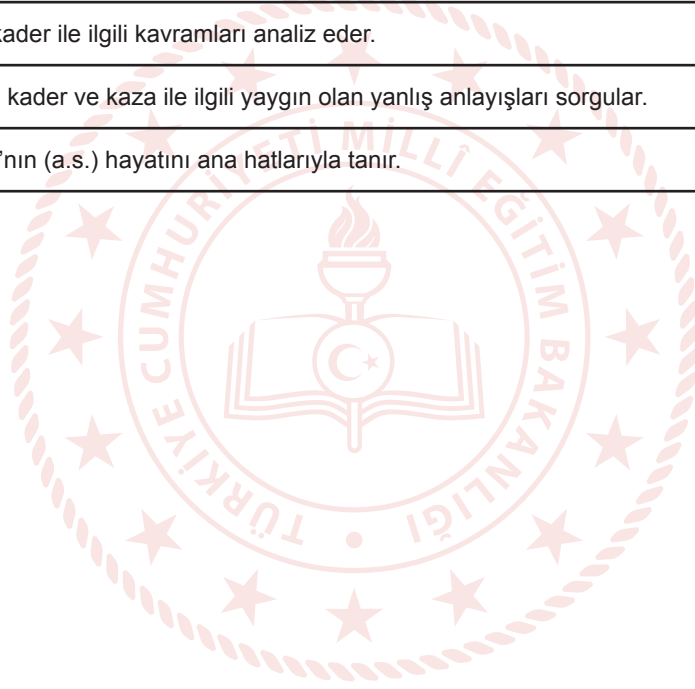 kader ile ilgili kavramları analiz eder.
kader ve kaza ile ilgili yaygın olan yanlış anlayışları sorgular.
’nın (a.s.) hayatını ana hatlarıyla tanır.
TÜRKİYE CUMHURİYETİ MİLLÎ EĞİTİM BAKANLIĞI